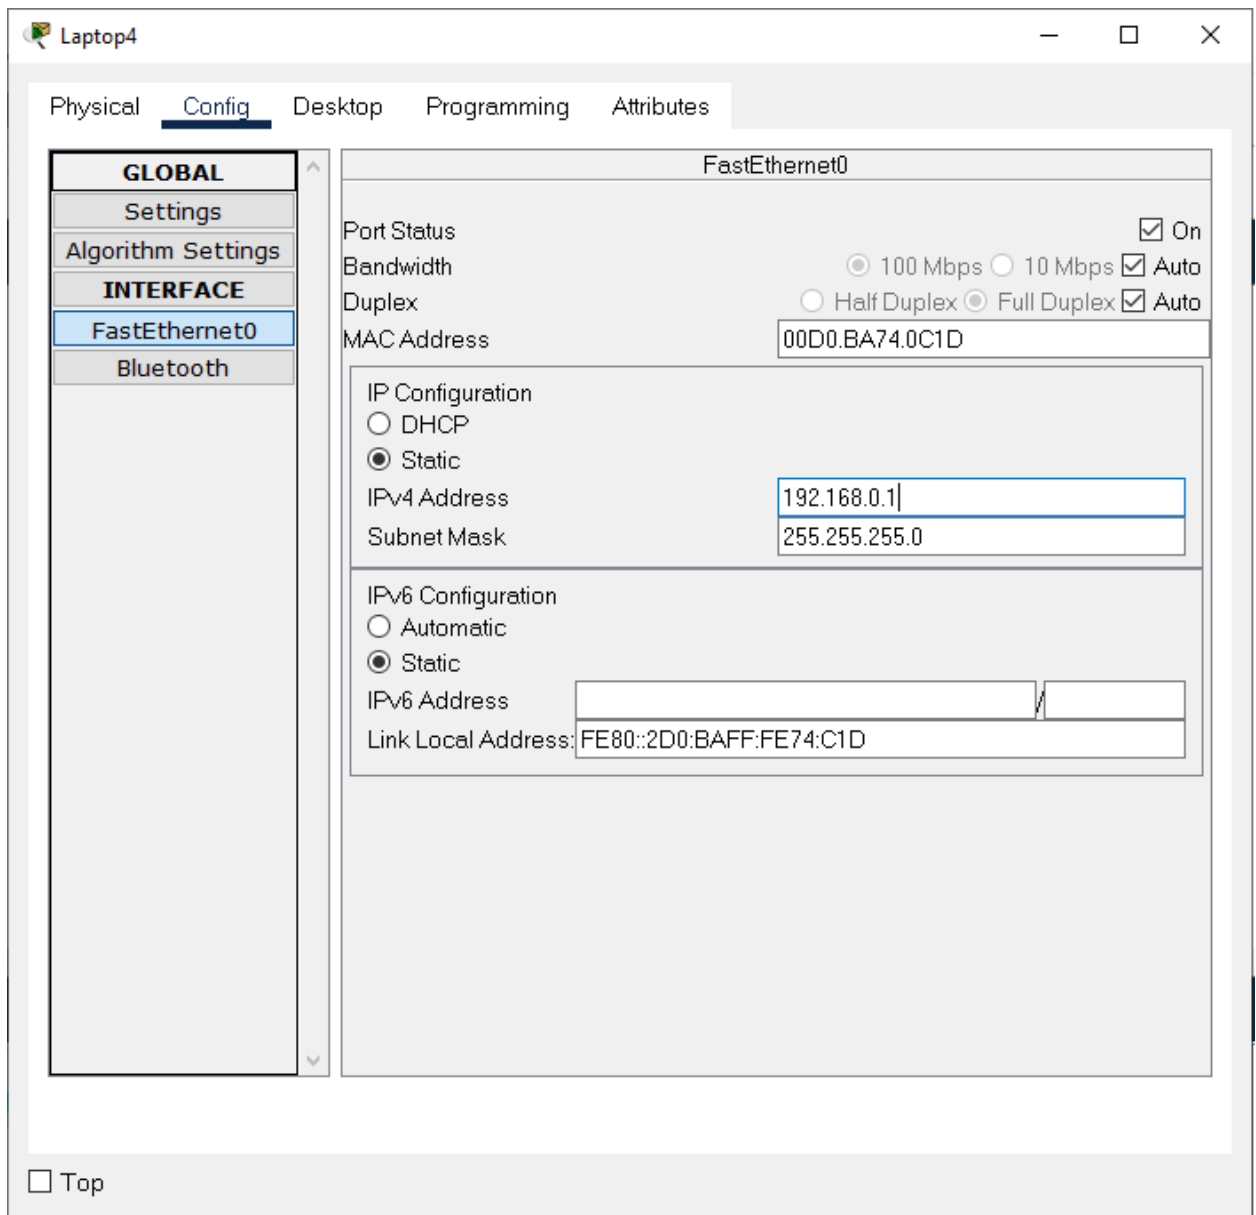 Laptop4
Physical Config Desktop Programming Attributes
GLOBAL
Settings
Algorithm Settings
INTERFACE
FastEthernet0
Bluetooth
FastEthernet0
Port Status On
Bandwidth 100 Mbps 10 Mbps Auto
Duplex Half Duplex Full Duplex Auto
MAC Address 00D0.BA74.0C1D
IP Configuration
DHCP
Static
IPv4 Address 192.168.0.1
Subnet Mask 255.255.255.0
IPv6 Configuration
Automatic
Static
IPv6 Address /
Link Local Address: FE80::2D0:BAFF:FE74:C1D
Top